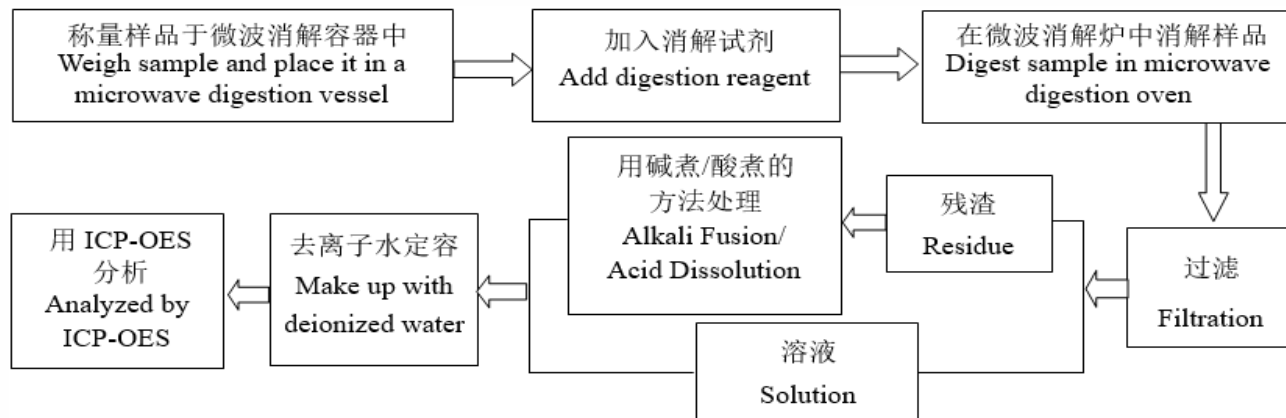 称量样品于微波消解容器中
Weigh sample and place it in a
microwave digestion vessel
加入消解试剂
Add digestion reagent
在微波消解炉中消解样品
Digest sample in microwave
digestion oven
过滤
Filtration
残渣
Residue
用碱煮/酸煮的
方法处理
Alkali Fusion/
Acid Dissolution
溶液
Solution
去离子水定容
Make up with
deionized water
用 ICP-OES
分析
Analyzed by
ICP-OES